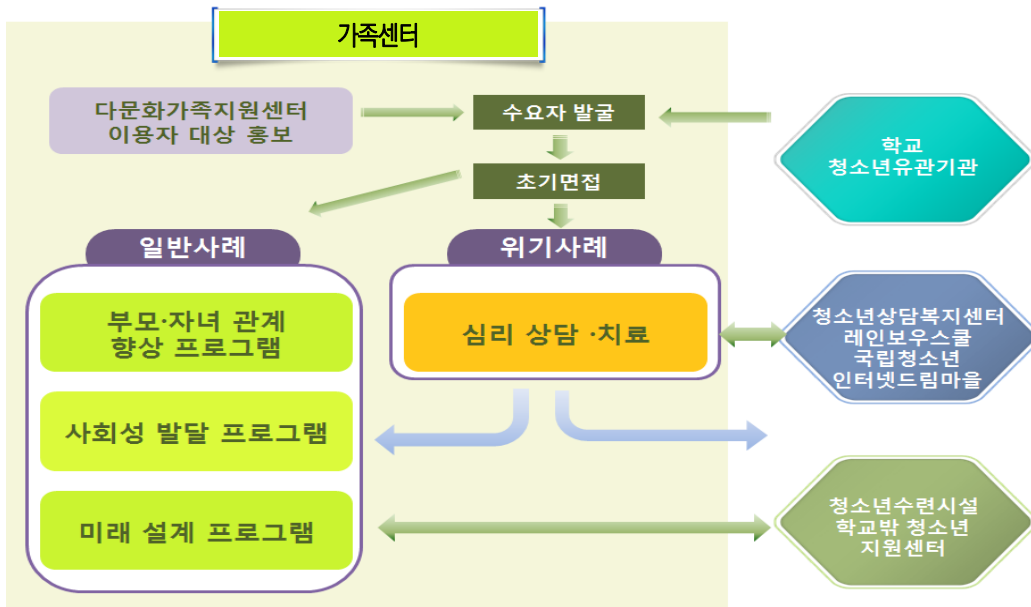 가족센터
다문화가족지원센터
이용자 대상 홍보
수요자 발굴
학교
청소년유관기관
초기면접
일반사례
위기사례
부모·자녀 관계
향상 프로그램
심리 상담 ·치료
청소년상담복지센터
레인보우스쿨
국립청소년
인터넷드림마을
사회성 발달 프로그램
미래 설계 프로그램
청소년수련시설
학교밖 청소년
지원센터